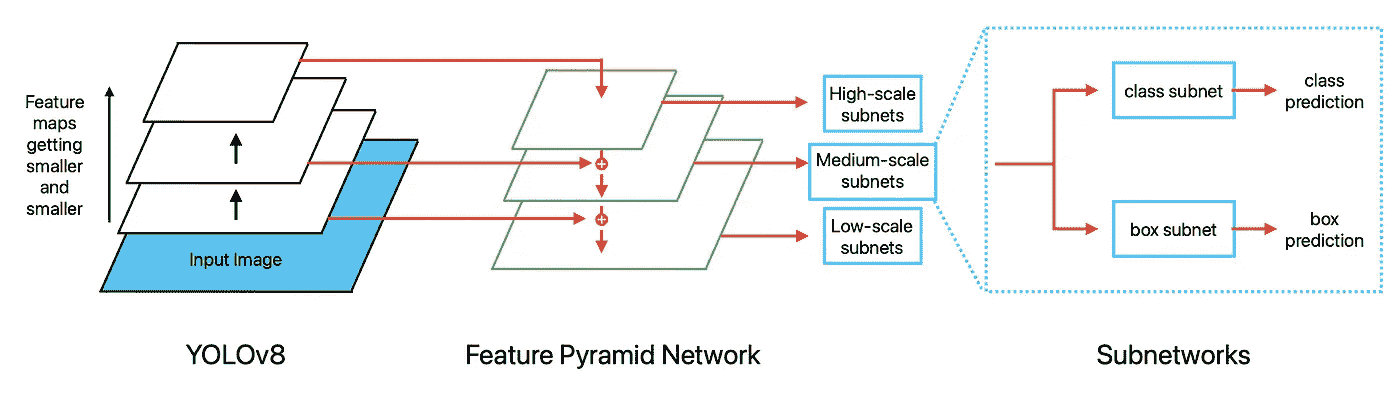 Feature
maps
getting
smaller
and
smaller
Input Image
YOLOv8
Feature Pyramid Network
High-scale
subnets
Medium-scale
subnets
Low-scale
subnets
class subnet
class
prediction
box subnet
box
prediction
Subnetworks